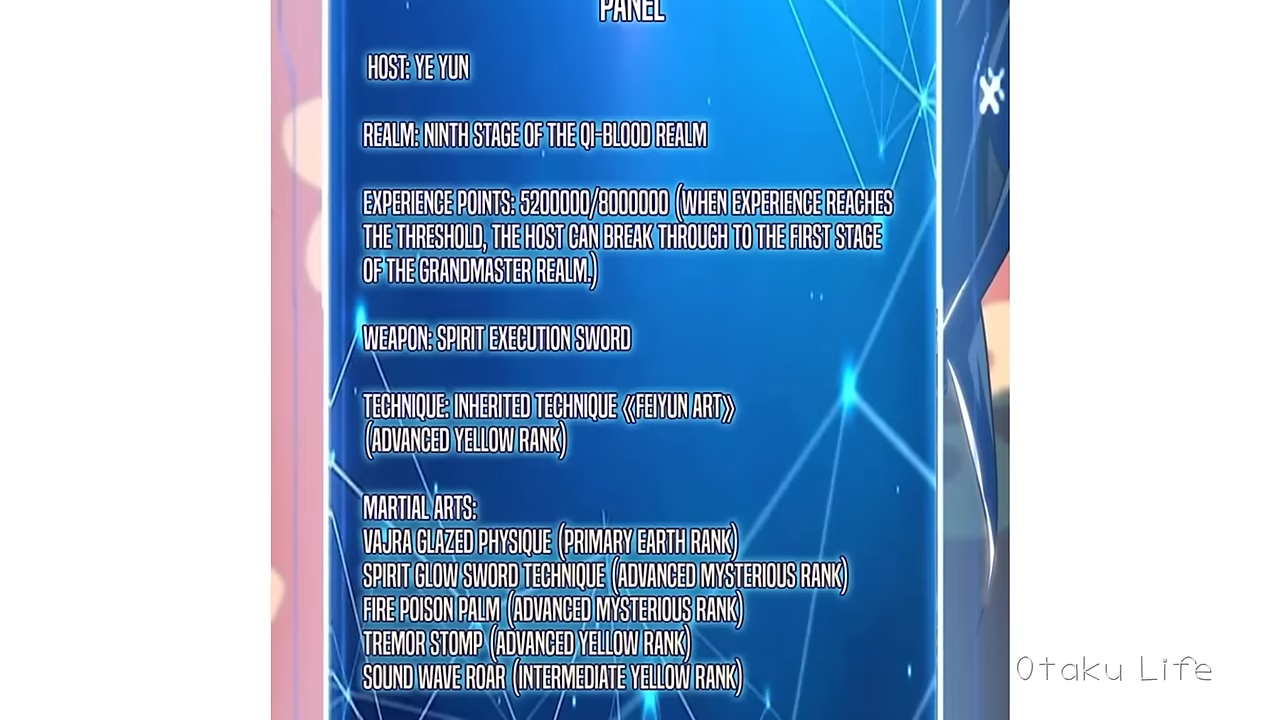 PANEL
HOST: YE YUN
REALM: NINTH STAGE OF THE QI-BLOOD REALM
EXPERIENCE POINTS: 5200000/8000000 (WHEN EXPERIENCE REACHES
THE THRESHOLD, THE HOST CAN BREAK THROUGH TO THE FIRST STAGE
OF THE GRANDMASTER REALM.)
WEAPON: SPIRIT EXECUTION SWORD
TECHNIQUE: INHERITED TECHNIQUE 《FEIYUN ART》
(ADVANCED YELLOW RANK)
MARTIAL ARTS:
VAJRA GLAZED PHYSIQUE (PRIMARY EARTH RANK)
SPIRIT GLOW SWORD TECHNIQUE (ADVANCED MYSTERIOUS RANK)
FIRE POISON PALM (ADVANCED MYSTERIOUS RANK)
TREMOR STOMP (ADVANCED YELLOW RANK)
SOUND WAVE ROAR (INTERMEDIATE YELLOW RANK)
Otaku Life